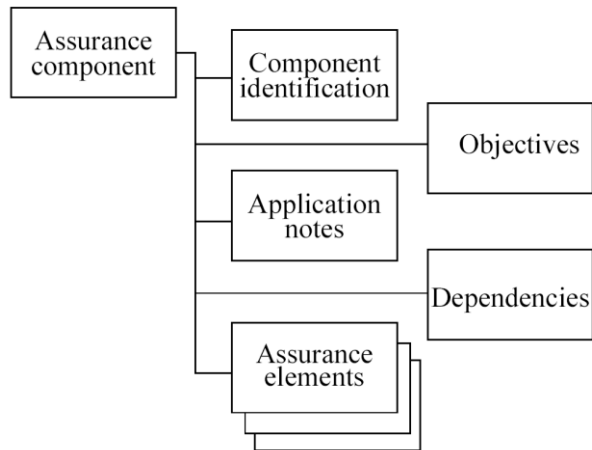 Assurance
component
Component
identification
Objectives
Application
notes
Dependencies
Assurance
elements